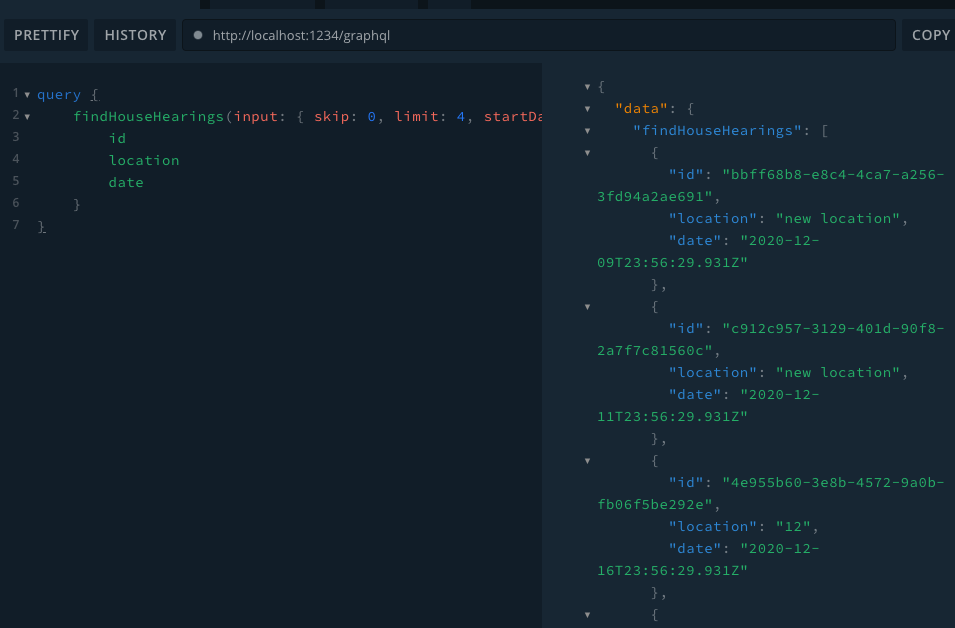 PRETTIFY HISTORY http://localhost:1234/graphql COPY
1 query {
2 findHouseHearings(input: { skip: 0, limit: 4, startDa
3 id
4 location
5 date
6 }
7 }
{
"data": {
"findHouseHearings": [
{
"id": "bbff68b8-e8c4-4ca7-a256-
3fd94a2ae691",
"location": "new location",
"date": "2020-12-
09T23:56:29.931Z"
},
{
"id": "c912c957-3129-401d-90f8-
2a7f7c81560c",
"location": "new location",
"date": "2020-12-
11T23:56:29.931Z"
},
{
"id": "4e955b60-3e8b-4572-9a0b-
fb06f5be292e",
"location": "12",
"date": "2020-12-
16T23:56:29.931Z"
},
{